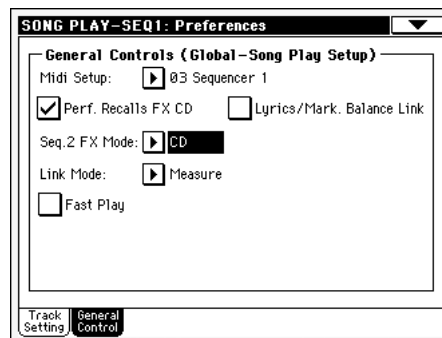 SONG PLAY-SEQ1: Preferences
General Controls (Global-Song Play Setup)
Midi Setup: 03 Sequencer 1
Perf. Recalls FX CD Lyrics/Mark. Balance Link
Seq.2 FX Mode: CD
Link Mode: Measure
Fast Play
Track Setting General Control